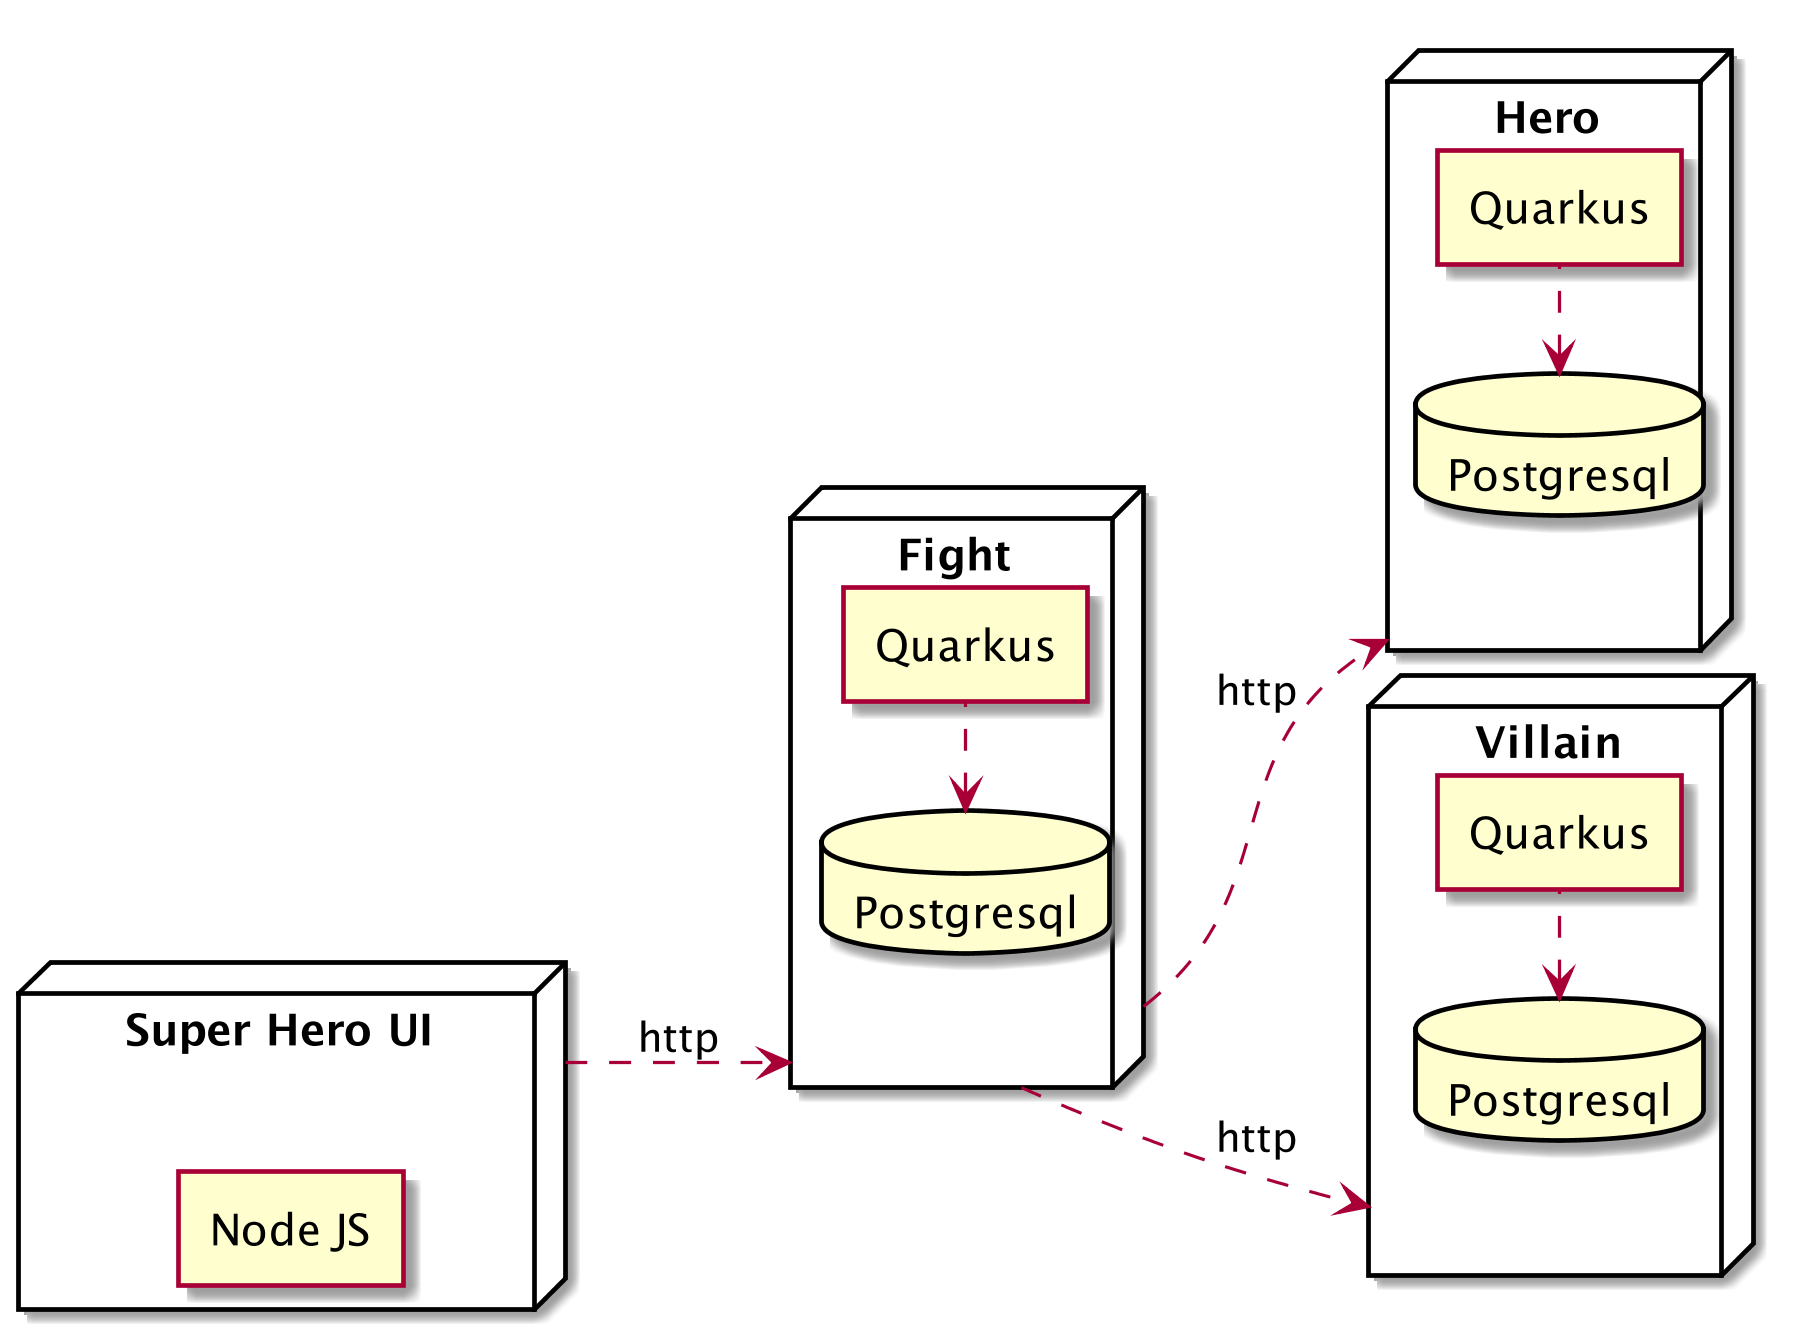 Hero
Quarkus
Postgresql
Fight
Quarkus
Postgresql
http
Villain
Quarkus
Postgresql
http
Super Hero UI
http
Node JS